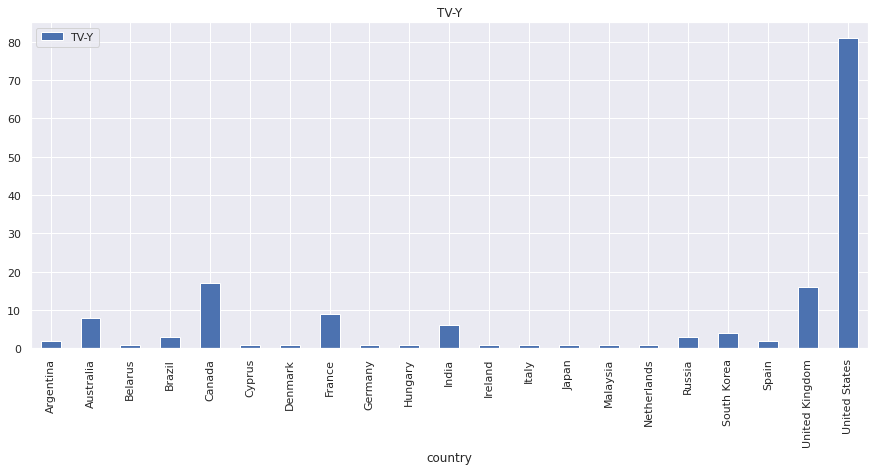 TV-Y
TV-Y
80
70
60
50
40
30
20
10
0
Argentina
Australia
Belarus
Brazil
Canada
Cyprus
Denmark
France
Germany
Hungary
India
Ireland
Italy
Japan
Malaysia
Netherlands
Russia
South Korea
Spain
United Kingdom
United States
country